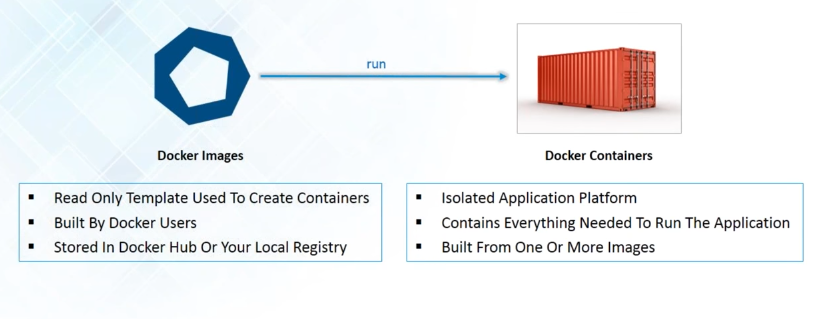 run
Docker Images
Docker Containers
▪ Read Only Template Used To Create Containers
▪ Built By Docker Users
▪ Stored In Docker Hub Or Your Local Registry
▪ Isolated Application Platform
▪ Contains Everything Needed To Run The Application
▪ Built From One Or More Images